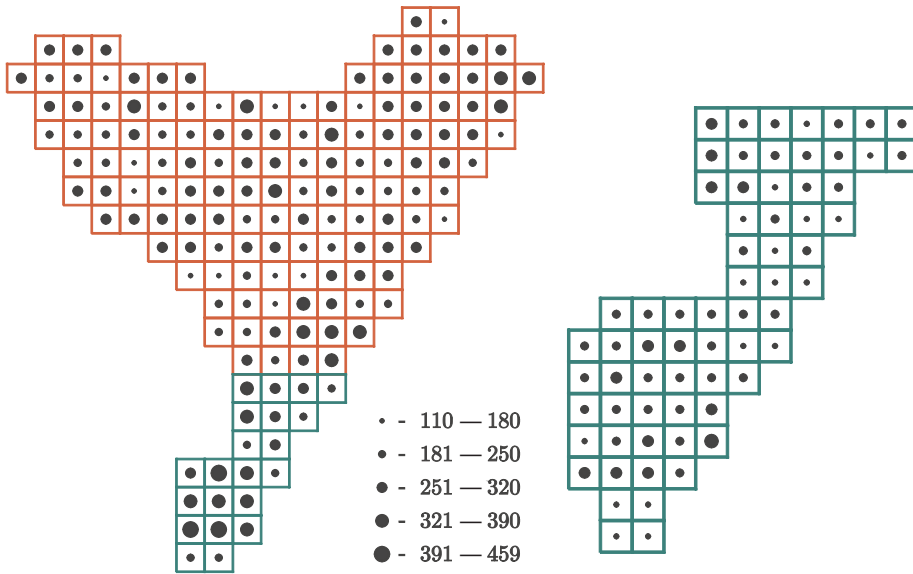 - 110 — 180
- 181 — 250
- 251 — 320
- 321 — 390
- 391 — 459